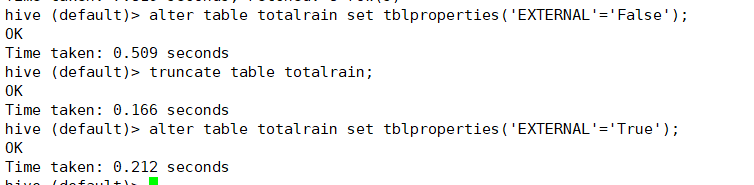 hive (default)> alter table totalrain set tblproperties('EXTERNAL'='False');
OK
Time taken: 0.509 seconds
hive (default)> truncate table totalrain;
OK
Time taken: 0.166 seconds
hive (default)> alter table totalrain set tblproperties('EXTERNAL'='True');
OK
Time taken: 0.212 seconds
hive (default)>